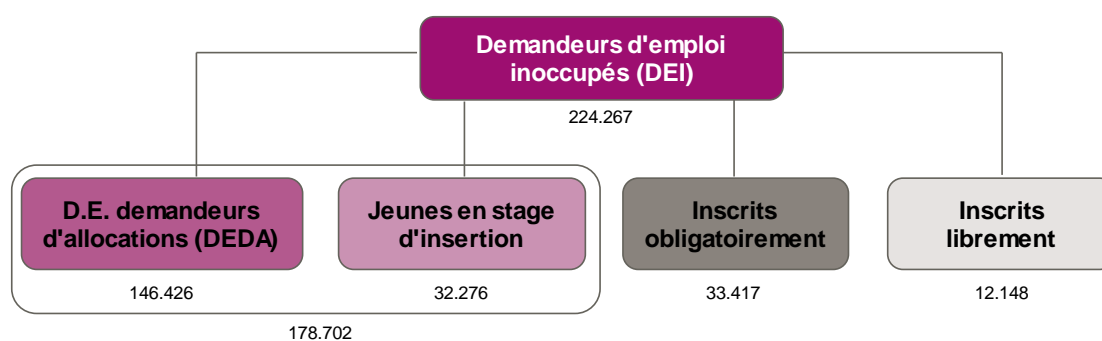 Demandeurs d'emploi
inoccupés (DEI)
224.267
D.E. demandeurs
d'allocations (DEDA)
Jeunes en stage
d'insertion
Inscrits
obligatoirement
Inscrits
librement
146.426
32.276
33.417
12.148
178.702